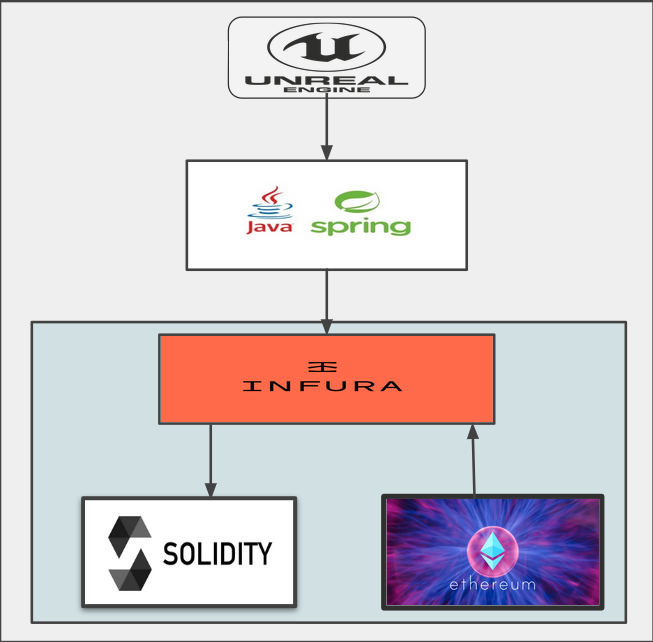 UNREAL
ENGINE
Java
spring
INFURA
SOLIDITY
ethereum